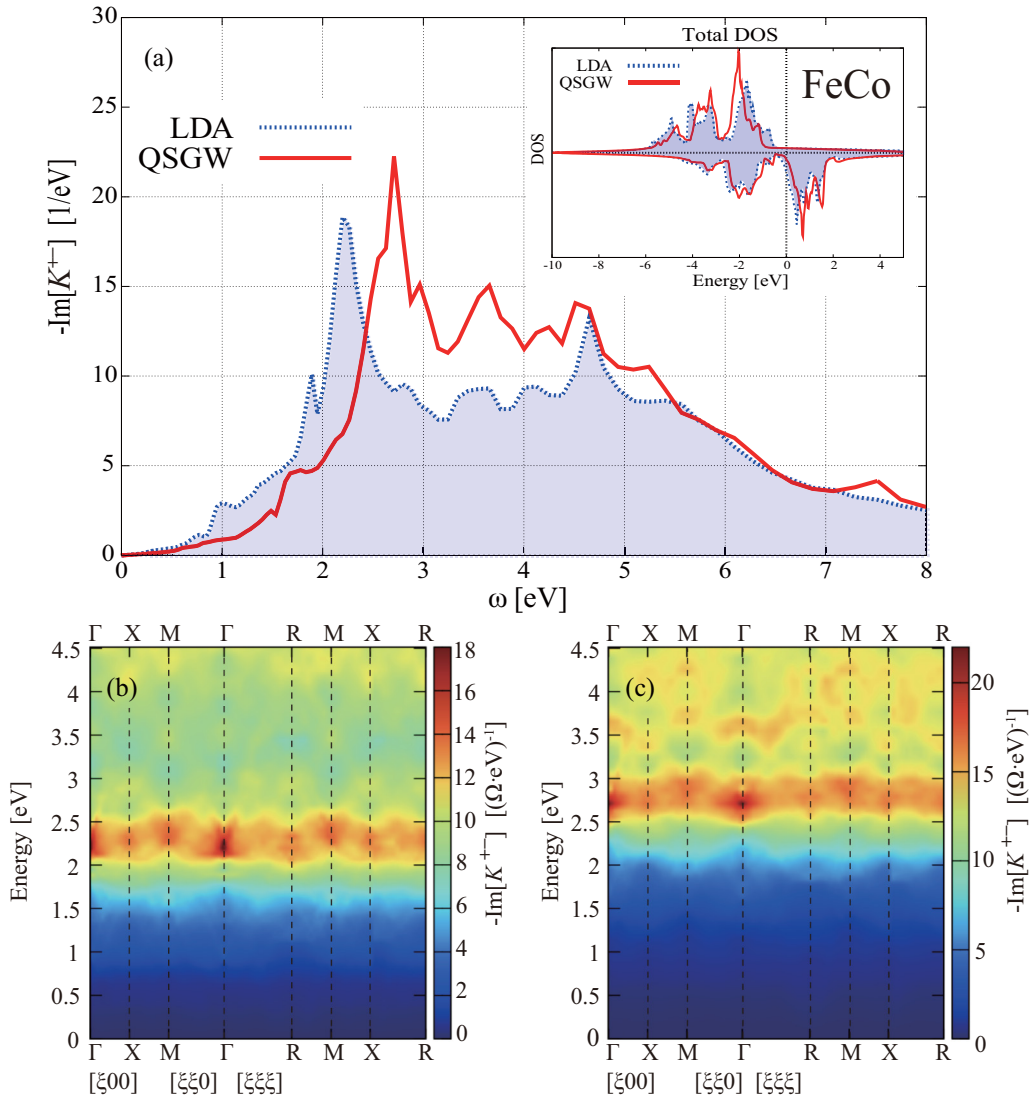 (a)
30
25
20
15
10
5
0
-Im[K⁺⁻] [1/eV]
LDA
QSGW
0 1 2 3 4 5 6 7 8
ω [eV]
Total DOS
LDA
QSGW
FeCo
DOS
-10 -8 -6 -4 -2 0 2 4
Energy [eV]
Γ X M Γ R M X R
(b)
4.5
4
3.5
3
2.5
2
1.5
1
0.5
0
Energy [eV]
Γ X M Γ R M X R
[ξ00] [ξξ0] [ξξξ]
18
16
14
12
10
8
6
4
2
0
-Im[K⁺⁻] [(Ω·eV)⁻¹]
Γ X M Γ R M X R
(c)
4.5
4
3.5
3
2.5
2
1.5
1
0.5
0
Energy [eV]
Γ X M Γ R M X R
[ξ00] [ξξ0] [ξξξ]
20
10
0
-Im[K⁺⁻] [(Ω·eV)⁻¹]